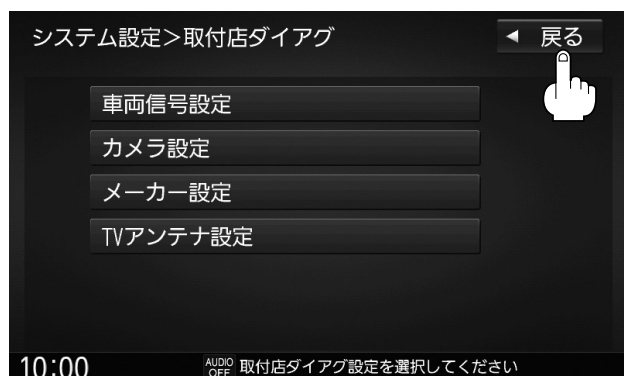 システム設定＞取付店ダイアグ
◀ 戻る
車両信号設定
カメラ設定
メーカー設定
TVアンテナ設定
10:00
AUDIO
OFF
取付店ダイアグ設定を選択してください